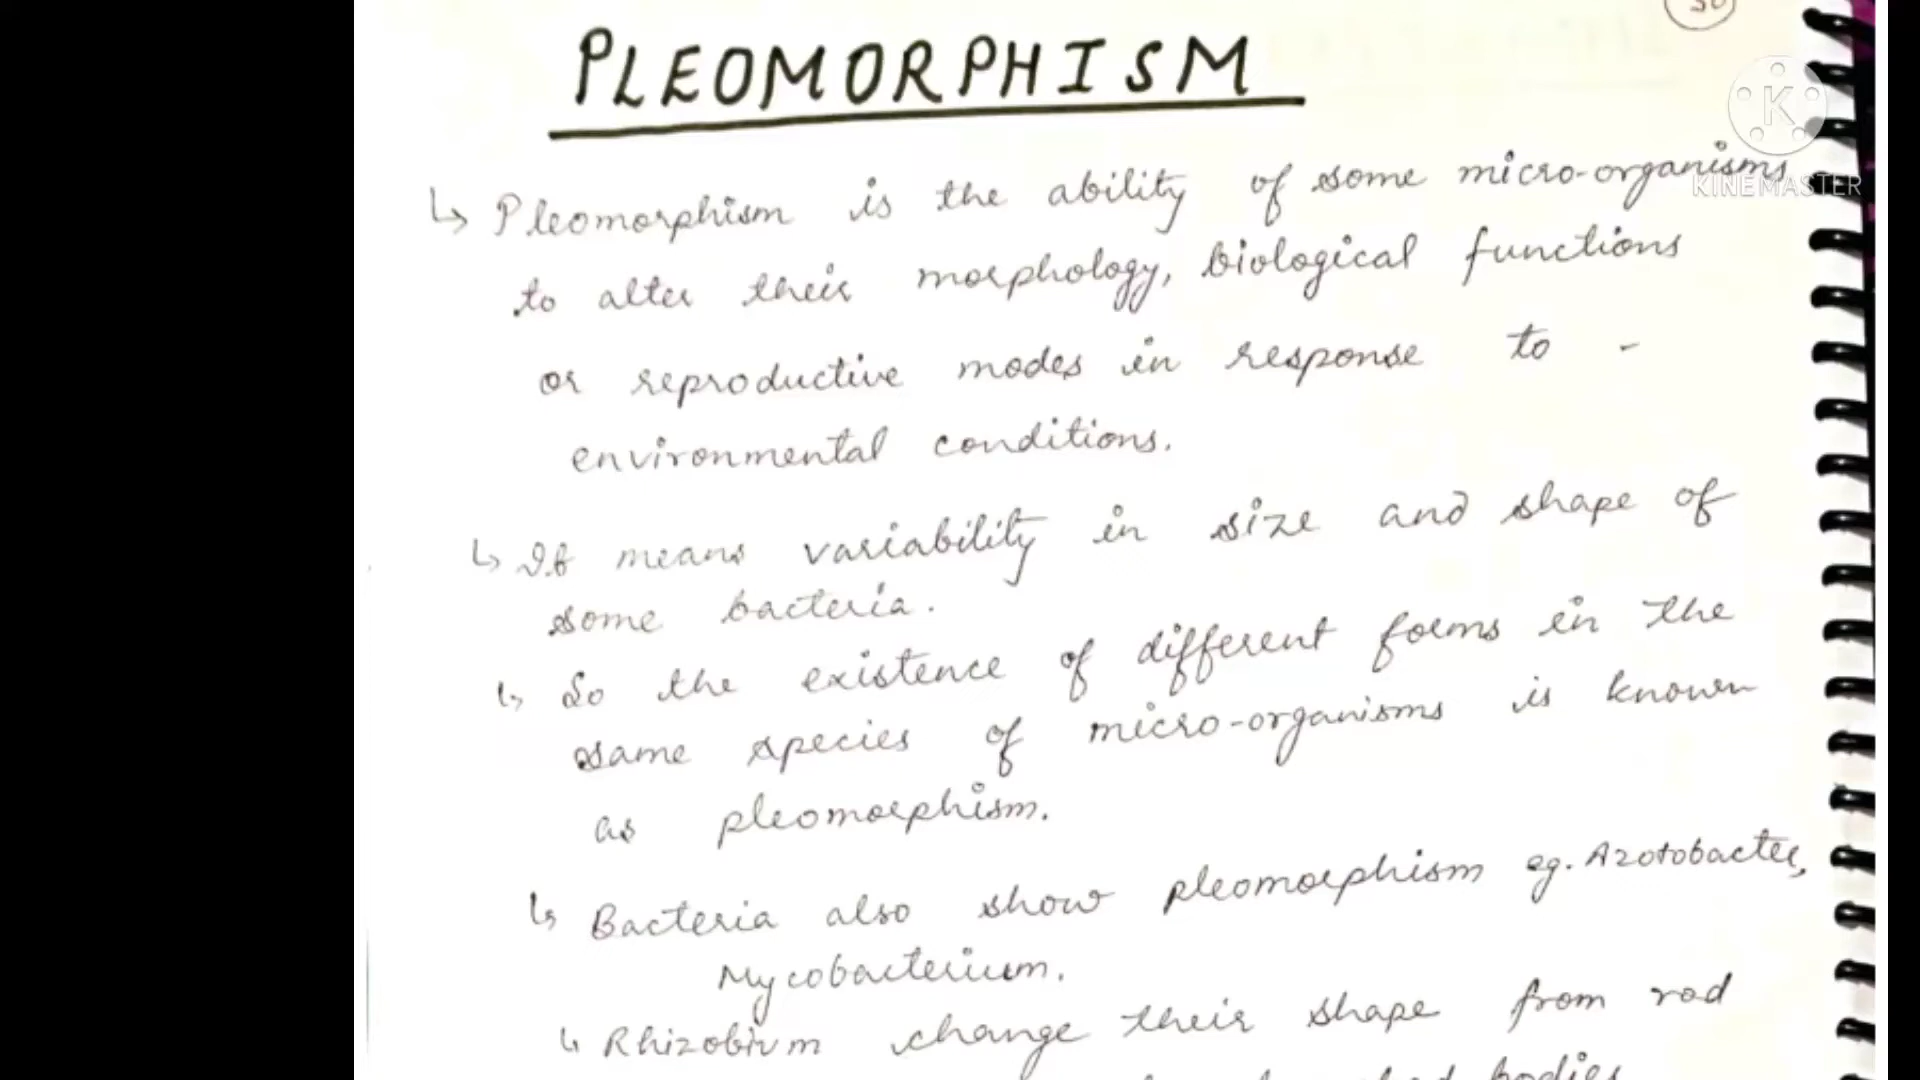 30
PLEOMORPHISM
K
KINEMASTER
↳ Pleomorphism is the ability of some micro-organisms
to alter their morphology, biological functions
or reproductive modes in response to -
environmental conditions.
↳ It means variability in size and shape of
some bacteria.
↳ So the existence of different forms in the
same species of micro-organisms is known
as pleomorphism.
↳ Bacteria also show pleomorphism eg. Azotobacter,
Mycobacterium.
↳ Rhizobium change their shape from rod
bodies